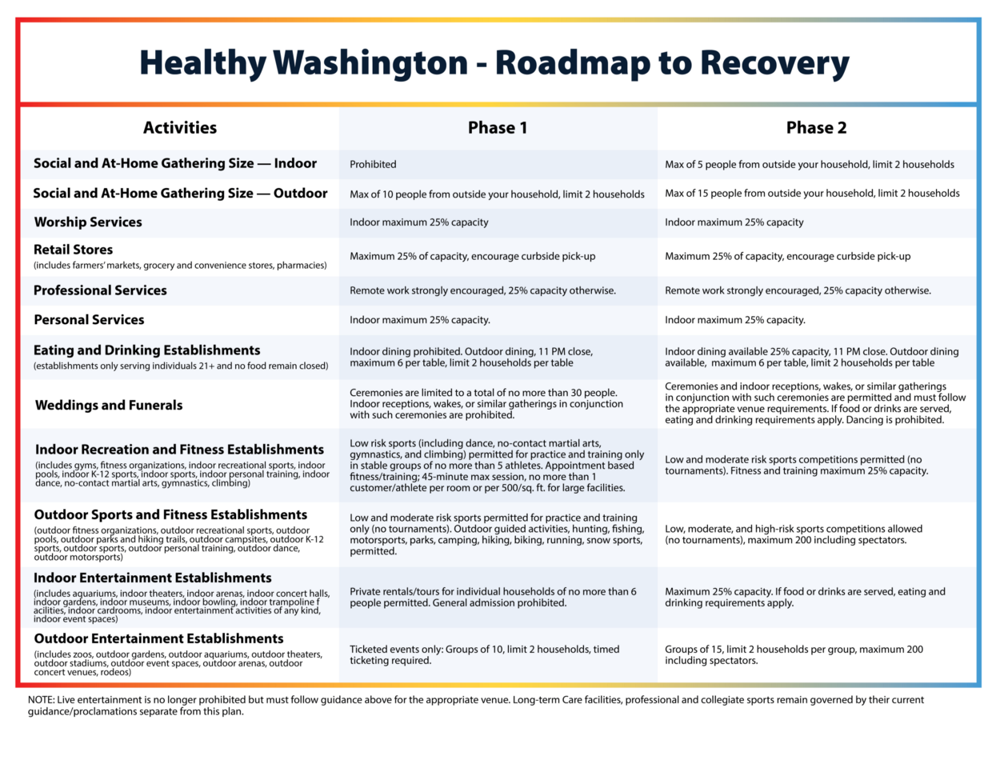 Healthy Washington - Roadmap to Recovery
Activities
Phase 1
Phase 2
Social and At-Home Gathering Size — Indoor
Prohibited
Max of 5 people from outside your household, limit 2 households
Social and At-Home Gathering Size — Outdoor
Max of 10 people from outside your household, limit 2 households
Max of 15 people from outside your household, limit 2 households
Worship Services
Indoor maximum 25% capacity
Indoor maximum 25% capacity
Retail Stores
(includes farmers' markets, grocery and convenience stores, pharmacies)
Maximum 25% of capacity, encourage curbside pick-up
Maximum 25% of capacity, encourage curbside pick-up
Professional Services
Remote work strongly encouraged, 25% capacity otherwise.
Remote work strongly encouraged, 25% capacity otherwise.
Personal Services
Indoor maximum 25% capacity.
Indoor maximum 25% capacity.
Eating and Drinking Establishments
(establishments only serving individuals 21+ and no food remain closed)
Indoor dining prohibited. Outdoor dining, 11 PM close,
maximum 6 per table, limit 2 households per table
Indoor dining available 25% capacity, 11 PM close. Outdoor dining
available, maximum 6 per table, limit 2 households per table
Weddings and Funerals
Ceremonies are limited to a total of no more than 30 people.
Indoor receptions, wakes, or similar gatherings in conjunction
with such ceremonies are prohibited.
Ceremonies and indoor receptions, wakes, or similar gatherings
in conjunction with such ceremonies are permitted and must follow
the appropriate venue requirements. If food or drinks are served,
eating and drinking requirements apply. Dancing is prohibited.
Indoor Recreation and Fitness Establishments
(includes gyms, fitness organizations, indoor recreational sports, indoor
pools, indoor K-12 sports, indoor sports, indoor personal training, indoor
dance, no-contact martial arts, gymnastics, climbing)
Low risk sports (including dance, no-contact martial arts,
gymnastics, and climbing) permitted for practice and training only
in stable groups of no more than 5 athletes. Appointment based
fitness/training; 45-minute max session, no more than 1
customer/athlete per room or per 500/sq. ft. for large facilities.
Low and moderate risk sports competitions permitted (no
tournaments). Fitness and training maximum 25% capacity.
Outdoor Sports and Fitness Establishments
(outdoor fitness organizations, outdoor recreational sports, outdoor
pools, outdoor parks and hiking trails, outdoor campsites, outdoor K-12
sports, outdoor sports, outdoor personal training, outdoor dance,
outdoor motorsports)
Low and moderate risk sports permitted for practice and training
only (no tournaments). Outdoor guided activities, hunting, fishing,
motorsports, parks, camping, hiking, biking, running, snow sports,
permitted.
Low, moderate, and high-risk sports competitions allowed
(no tournaments), maximum 200 including spectators.
Indoor Entertainment Establishments
(includes aquariums, indoor theaters, indoor arenas, indoor concert halls,
indoor gardens, indoor museums, indoor bowling, indoor trampoline f
acilities, indoor cardrooms, indoor entertainment activities of any kind,
indoor event spaces)
Private rentals/tours for individual households of no more than 6
people permitted. General admission prohibited.
Maximum 25% capacity. If food or drinks are served, eating and
drinking requirements apply.
Outdoor Entertainment Establishments
(includes zoos, outdoor gardens, outdoor aquariums, outdoor theaters,
outdoor stadiums, outdoor event spaces, outdoor arenas, outdoor
concert venues, rodeos)
Ticketed events only: Groups of 10, limit 2 households, timed
ticketing required.
Groups of 15, limit 2 households per group, maximum 200
including spectators.
NOTE: Live entertainment is no longer prohibited but must follow guidance above for the appropriate venue. Long-term Care facilities, professional and collegiate sports remain governed by their current
guidance/proclamations separate from this plan.